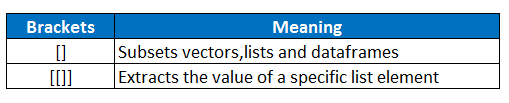 Brackets Meaning
[] Subsets vectors,lists and dataframes
[[]] Extracts the value of a specific list element